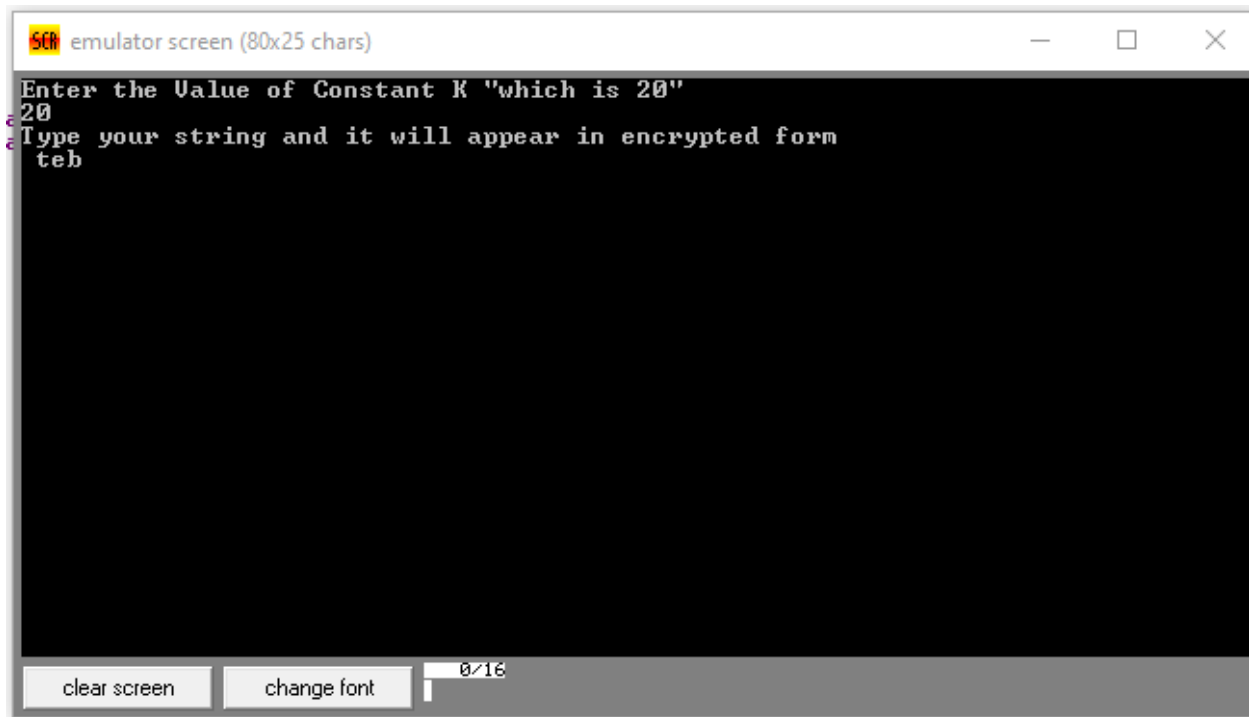 SCR emulator screen (80x25 chars)
Enter the Value of Constant K "which is 20"
20
Type your string and it will appear in encrypted form
teb
clear screen
change font
0/16